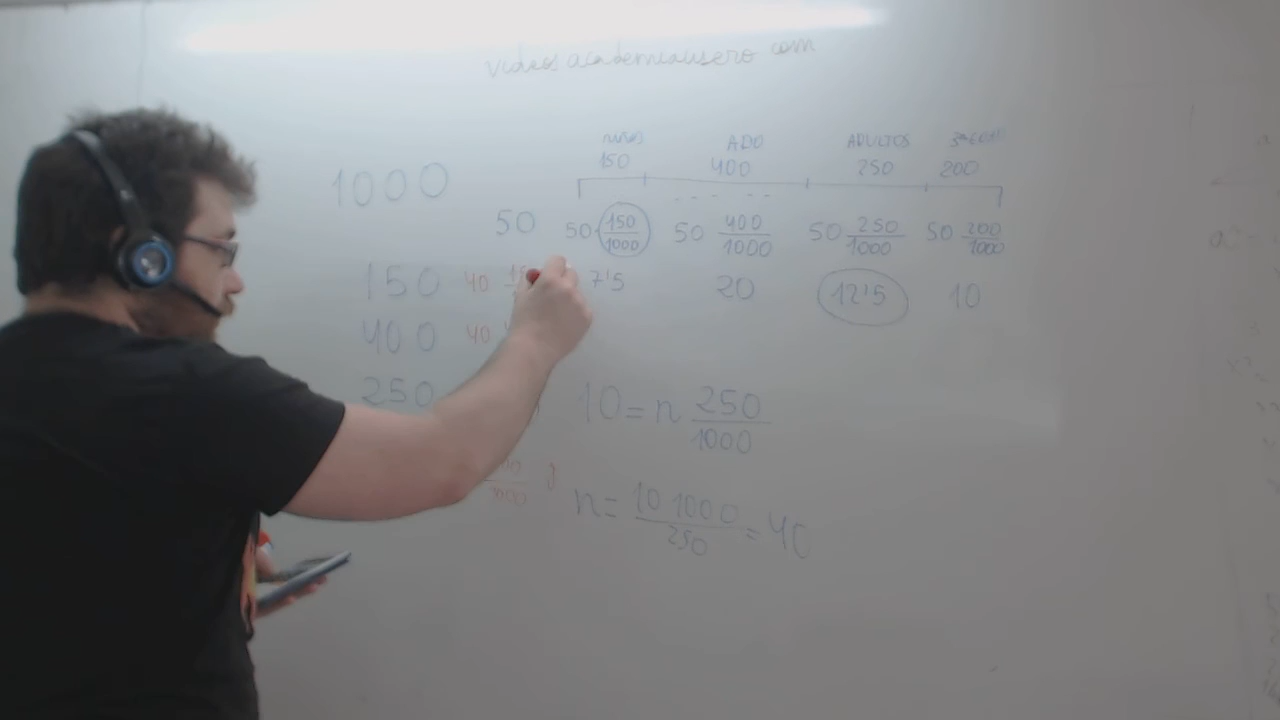 videos academiausero com
niños ADO ADULTOS 3ª EDAD
150 400 250 200
1000
50 50 150/1000 50 400/1000 50 250/1000 50 200/1000
150 40 7'5 20 12'5 10
400 40
250
10 = n 250/1000
8
n = 10 1000/250 = 40